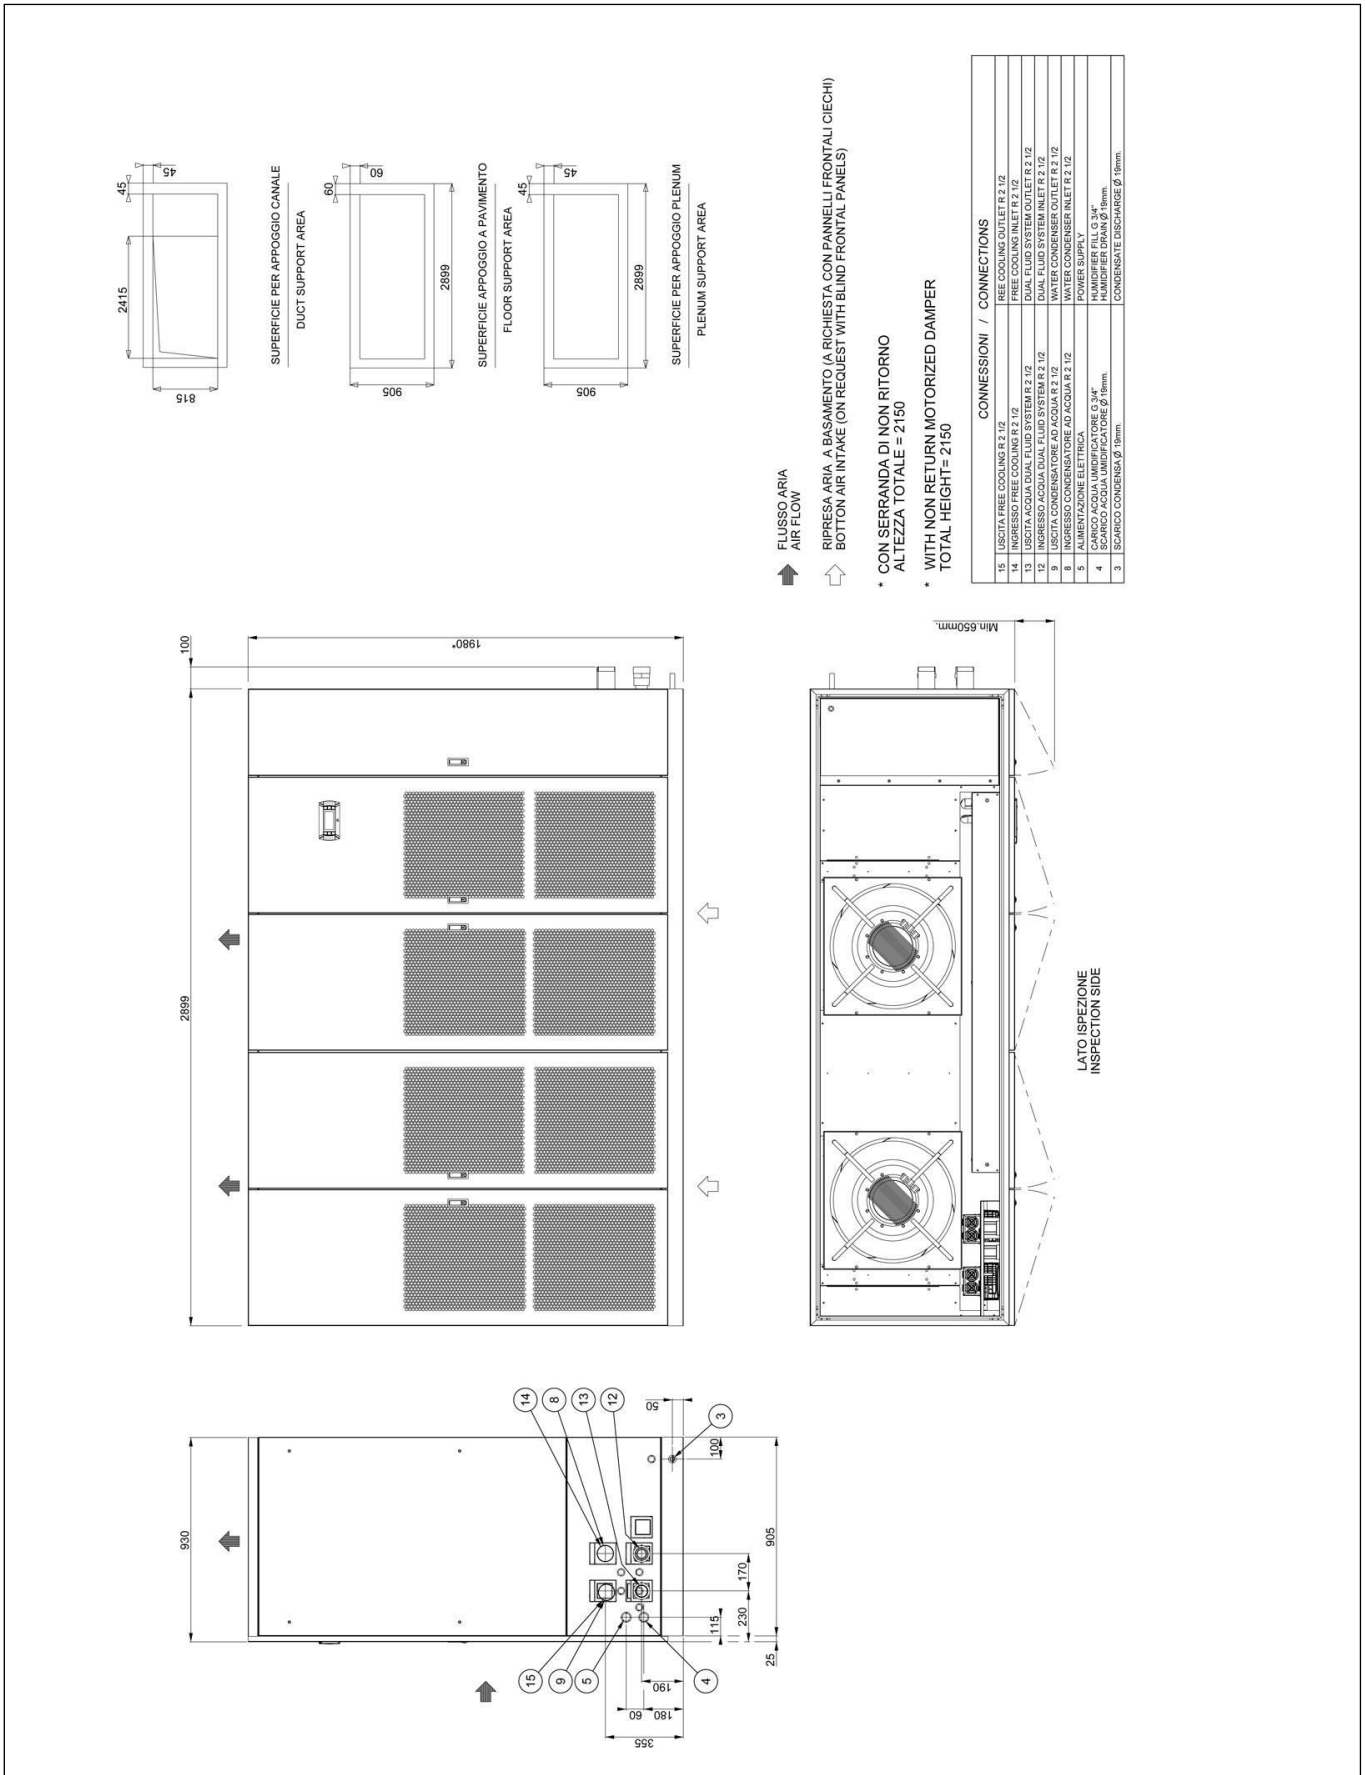 45
45
2415
815
SUPERFICIE PER APPOGGIO CANALE
DUCT SUPPORT AREA
60
60
2899
905
SUPERFICIE APPOGGIO A PAVIMENTO
FLOOR SUPPORT AREA
45
45
2899
905
SUPERFICIE PER APPOGGIO PLENUM
PLENUM SUPPORT AREA
FLUSSO ARIA
AIR FLOW
RIPRESA ARIA A BASAMENTO (A RICHIESTA CON PANNELLI FRONTALI CIECHI)
BOTTON AIR INTAKE (ON REQUEST WITH BLIND FRONTAL PANELS)
* CON SERRANDA DI NON RITORNO
ALTEZZA TOTALE = 2150
* WITH NON RETURN MOTORIZED DAMPER
TOTAL HEIGHT= 2150
CONNESSIONI / CONNECTIONS
15 USCITA FREE COOLING R 2 1/2 REE COOLING OUTLET R 2 1/2
14 INGRESSO FREE COOLING R 2 1/2 FREE COOLING INLET R 2 1/2
13 USCITA ACQUA DUAL FLUID SYSTEM R 2 1/2 DUAL FLUID SYSTEM OUTLET R 2 1/2
12 INGRESSO ACQUA DUAL FLUID SYSTEM R 2 1/2 DUAL FLUID SYSTEM INLET R 2 1/2
9 USCITA CONDENSATORE AD ACQUA R 2 1/2 WATER CONDENSER OUTLET R 2 1/2
8 INGRESSO CONDENSATORE AD ACQUA R 2 1/2 WATER CONDENSER INLET R 2 1/2
5 ALIMENTAZIONE ELETTRICA POWER SUPPLY
4 CARICO ACQUA UMIDIFICATORE G 3/4" HUMIDIFIER FILL G 3/4"
SCARICO ACQUA UMIDIFICATORE Ø 19mm. HUMIDIFIER DRAIN Ø 19mm.
3 SCARICO CONDENSA Ø 19mm. CONDENSATE DISCHARGE Ø 19mm.
100
2899
1980*
Min.650mm.
LATO ISPEZIONE
INSPECTION SIDE
930
14
8
13
12
50
3
100
905
170
230
115
25
15
9
5
4
190
60
180
355